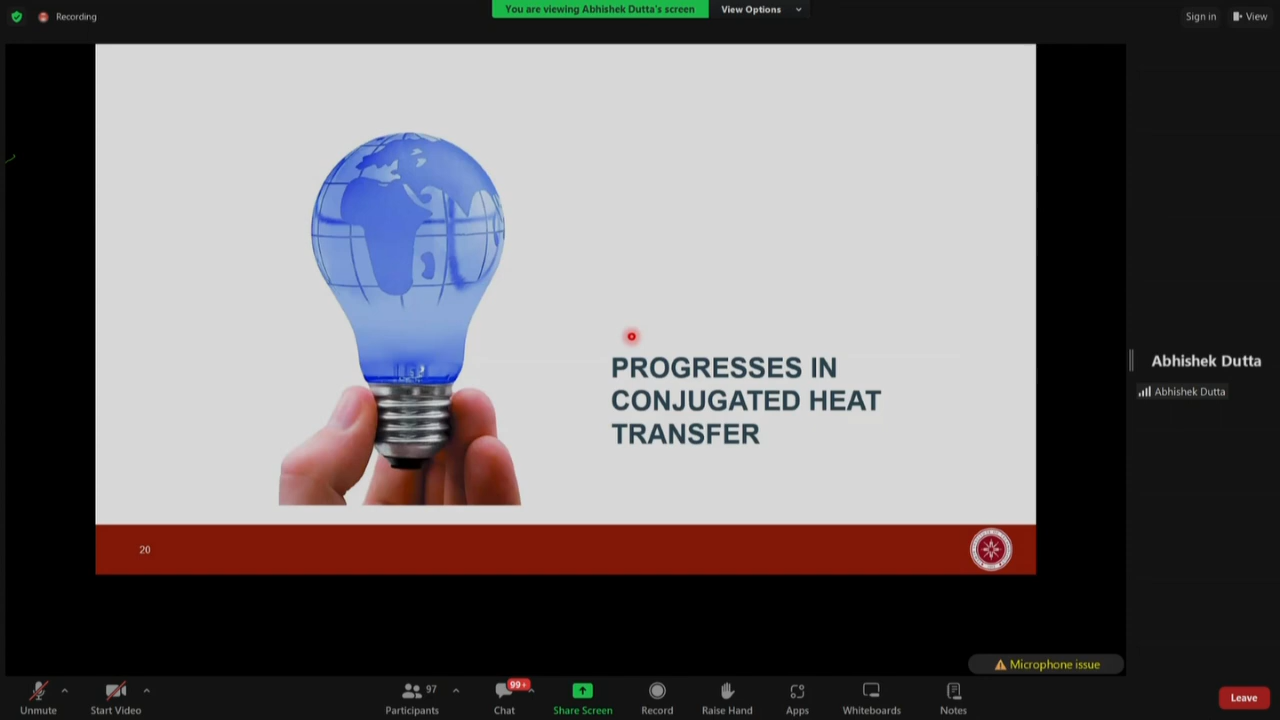 Recording
You are viewing Abhishek Dutta's screen
View Options
Sign in
View
PROGRESSES IN
CONJUGATED HEAT
TRANSFER
20
Abhishek Dutta
Abhishek Dutta
Microphone issue
Unmute
Start Video
97
Participants
99+
Chat
Share Screen
Record
Raise Hand
Apps
Whiteboards
Notes
Leave